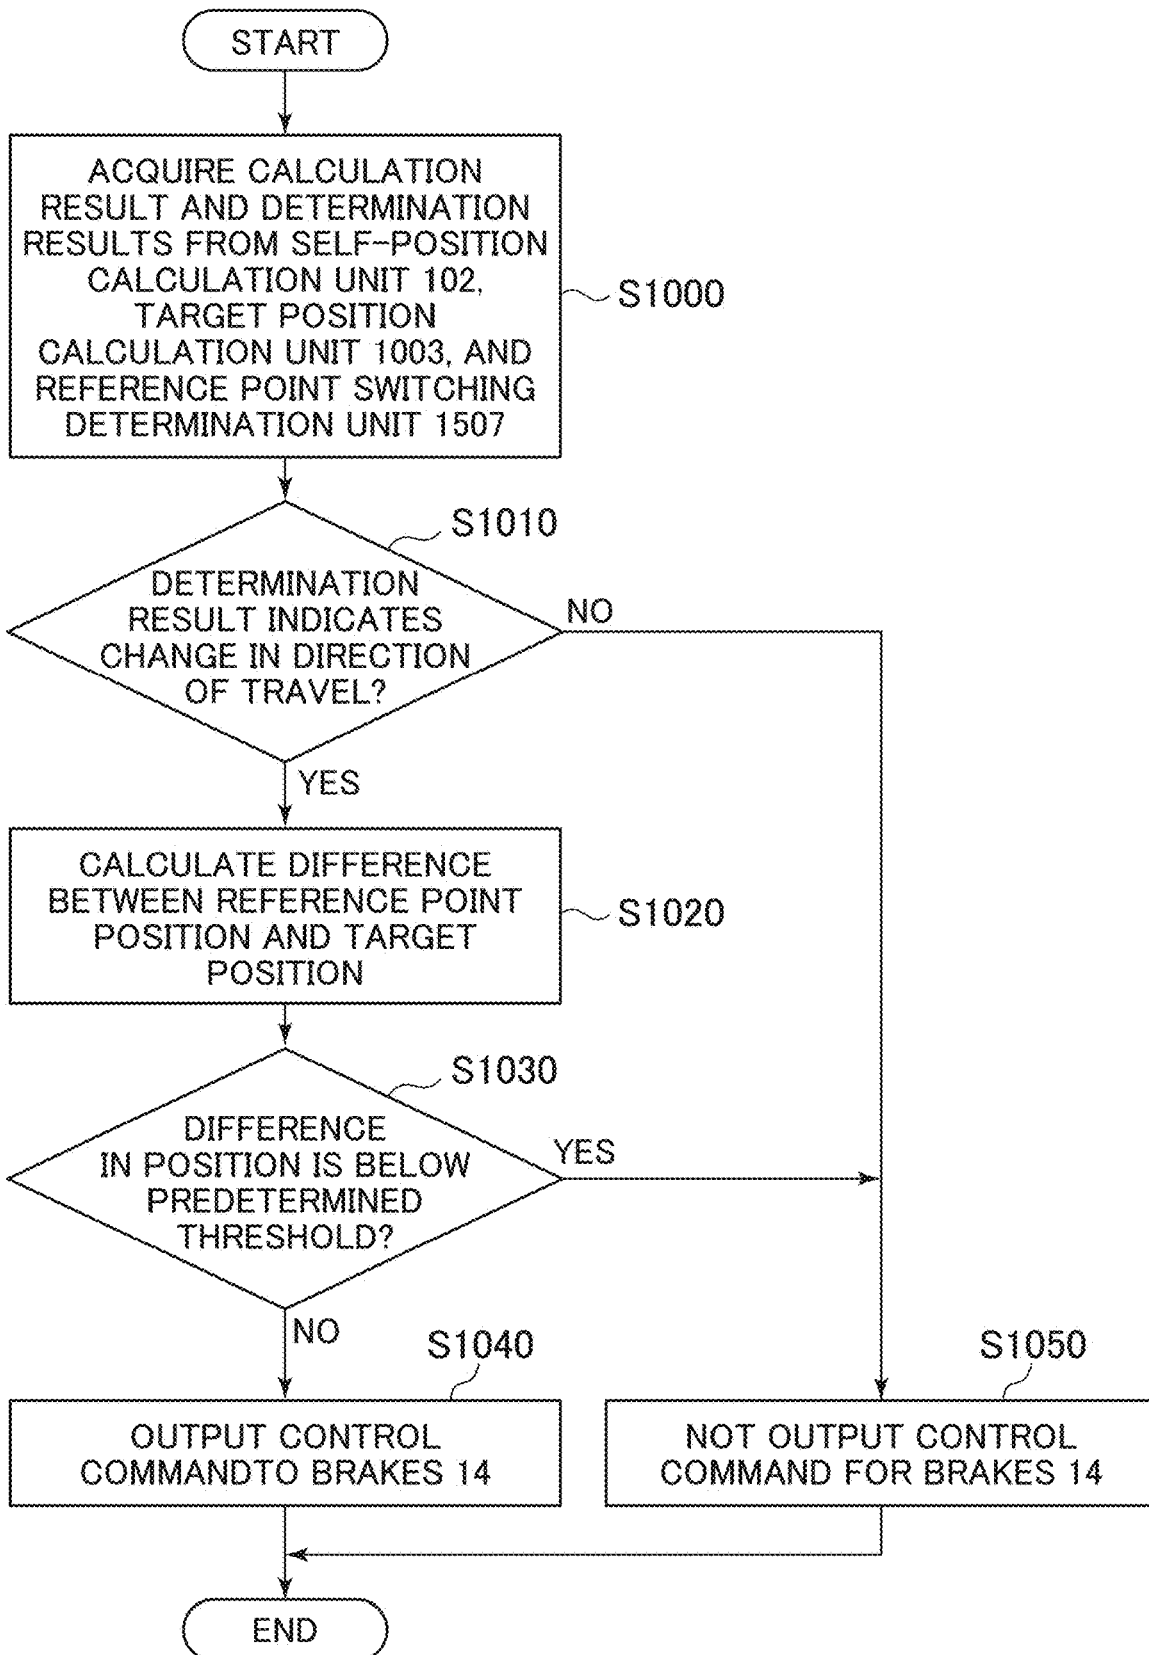 START
ACQUIRE CALCULATION
RESULT AND DETERMINATION
RESULTS FROM SELF-POSITION
CALCULATION UNIT 102,
TARGET POSITION
CALCULATION UNIT 1003, AND
REFERENCE POINT SWITCHING
DETERMINATION UNIT 1507
S1000
S1010
DETERMINATION
RESULT INDICATES
CHANGE IN DIRECTION
OF TRAVEL?
NO
YES
CALCULATE DIFFERENCE
BETWEEN REFERENCE POINT
POSITION AND TARGET
POSITION
S1020
S1030
DIFFERENCE
IN POSITION IS BELOW
PREDETERMINED
THRESHOLD?
YES
NO
S1040
OUTPUT CONTROL
COMMANDTO BRAKES 14
S1050
NOT OUTPUT CONTROL
COMMAND FOR BRAKES 14
END